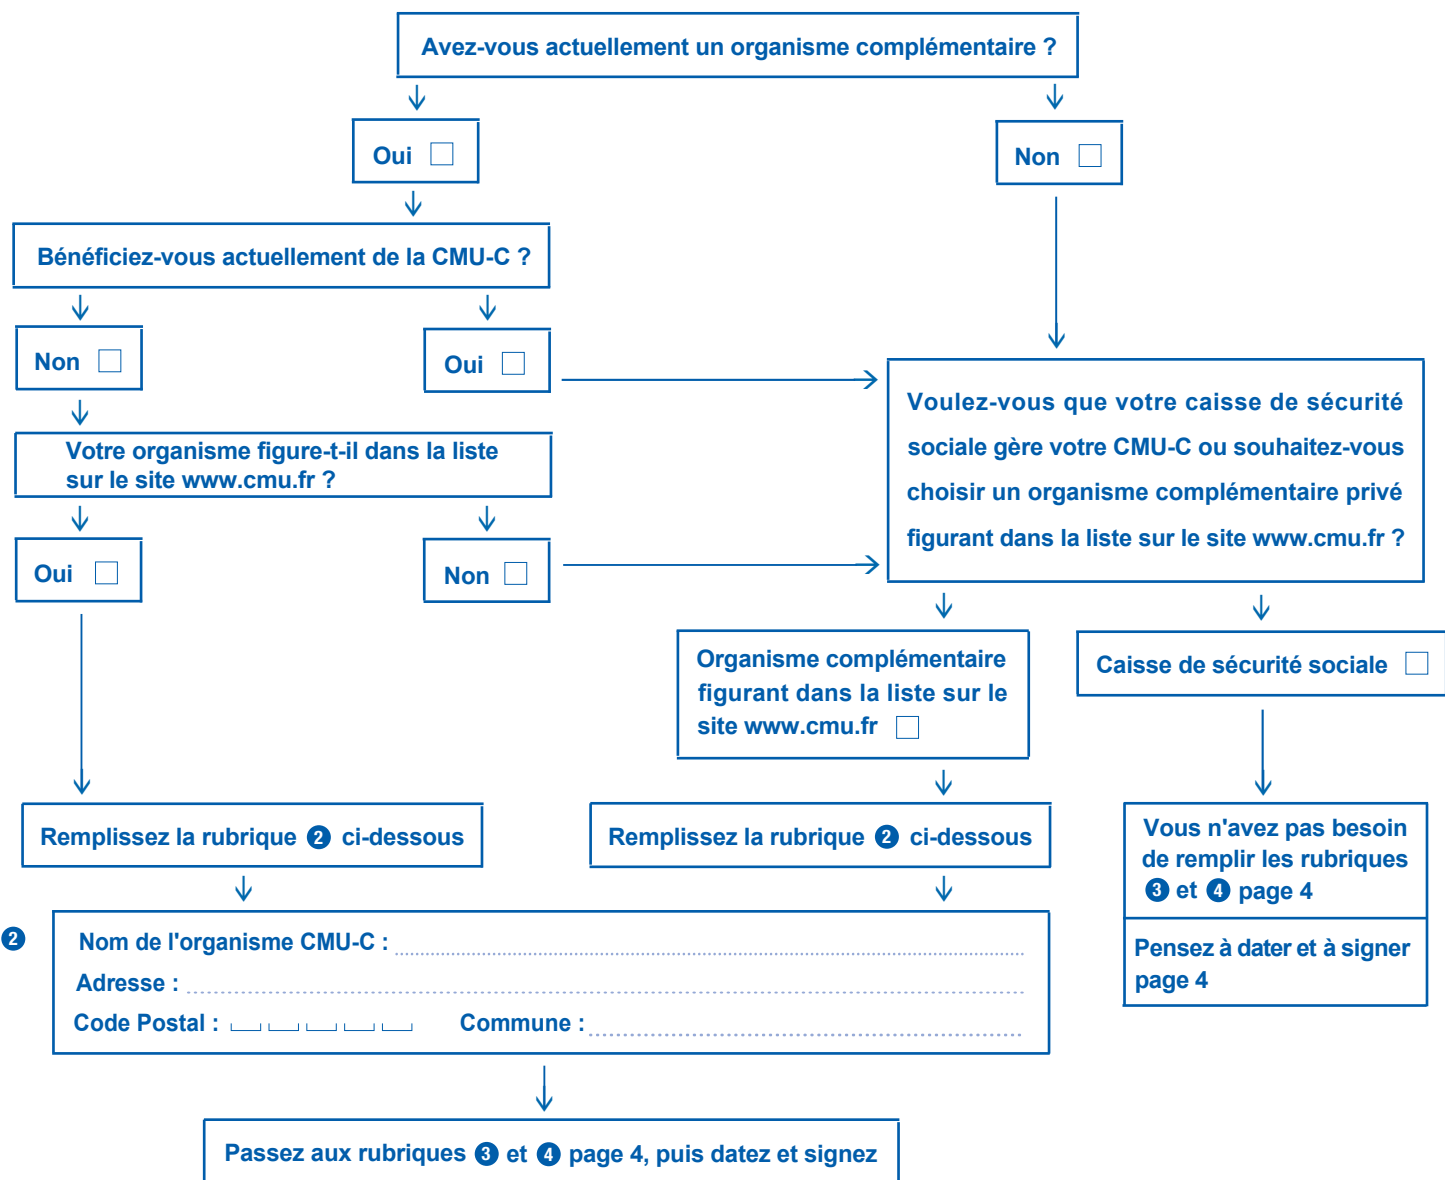 Avez-vous actuellement un organisme complémentaire ?
Oui
Non
Bénéficiez-vous actuellement de la CMU-C ?
Non
Oui
Votre organisme figure-t-il dans la liste
sur le site www.cmu.fr ?
Oui
Non
Voulez-vous que votre caisse de sécurité
sociale gère votre CMU-C ou souhaitez-vous
choisir un organisme complémentaire privé
figurant dans la liste sur le site www.cmu.fr ?
Organisme complémentaire
figurant dans la liste sur le
site www.cmu.fr
Caisse de sécurité sociale
Remplissez la rubrique 2 ci-dessous
Remplissez la rubrique 2 ci-dessous
Vous n'avez pas besoin
de remplir les rubriques
3 et 4 page 4
Pensez à dater et à signer
page 4
2
Nom de l'organisme CMU-C :
Adresse :
Code Postal : Commune :
Passez aux rubriques 3 et 4 page 4, puis datez et signez